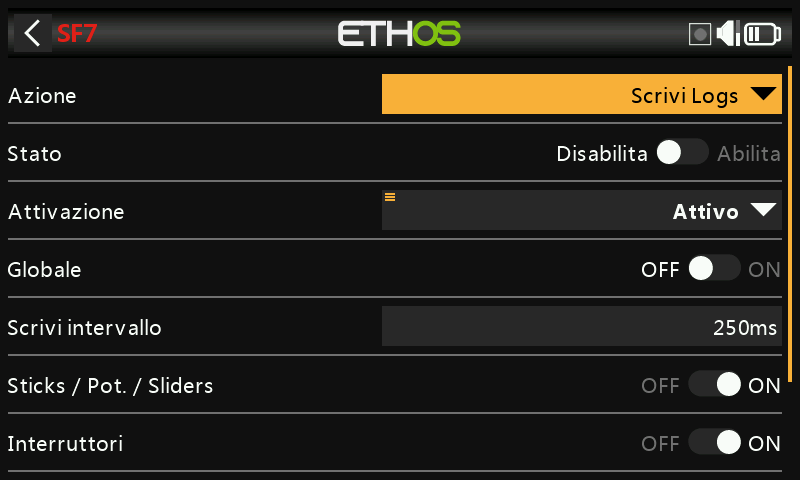 SF7 ETHOS
Azione Scrivi Logs
Stato Disabilita Abilita
Attivazione Attivo
Globale OFF ON
Scrivi intervallo 250ms
Sticks / Pot. / Sliders OFF ON
Interruttori OFF ON